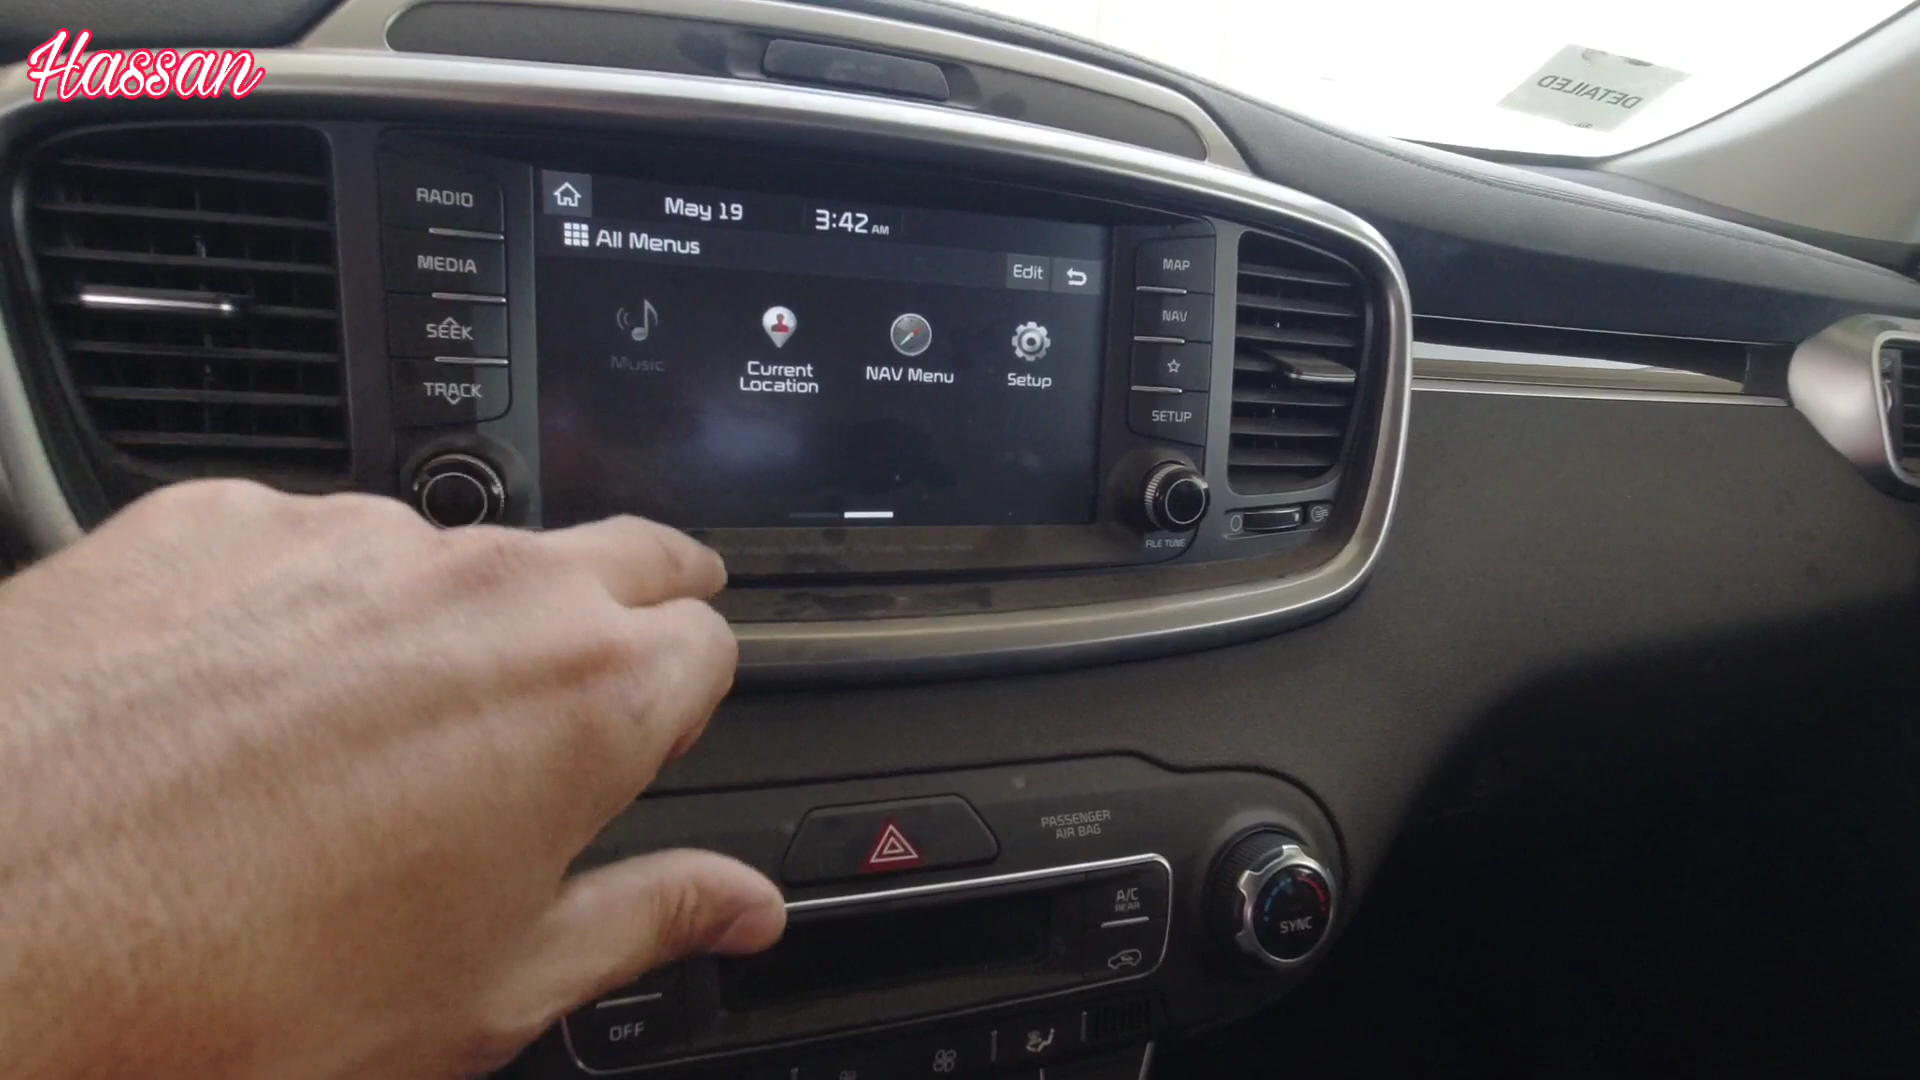 Hassan
DETAILED
RADIO
MEDIA
SEEK
TRACK
May 19
3:42 AM
All Menus
Edit
Music
Current
Location
NAV Menu
Setup
MAP
NAV
SETUP
FILE TUNE
PASSENGER
AIR BAG
A/C
REAR
SYNC
OFF